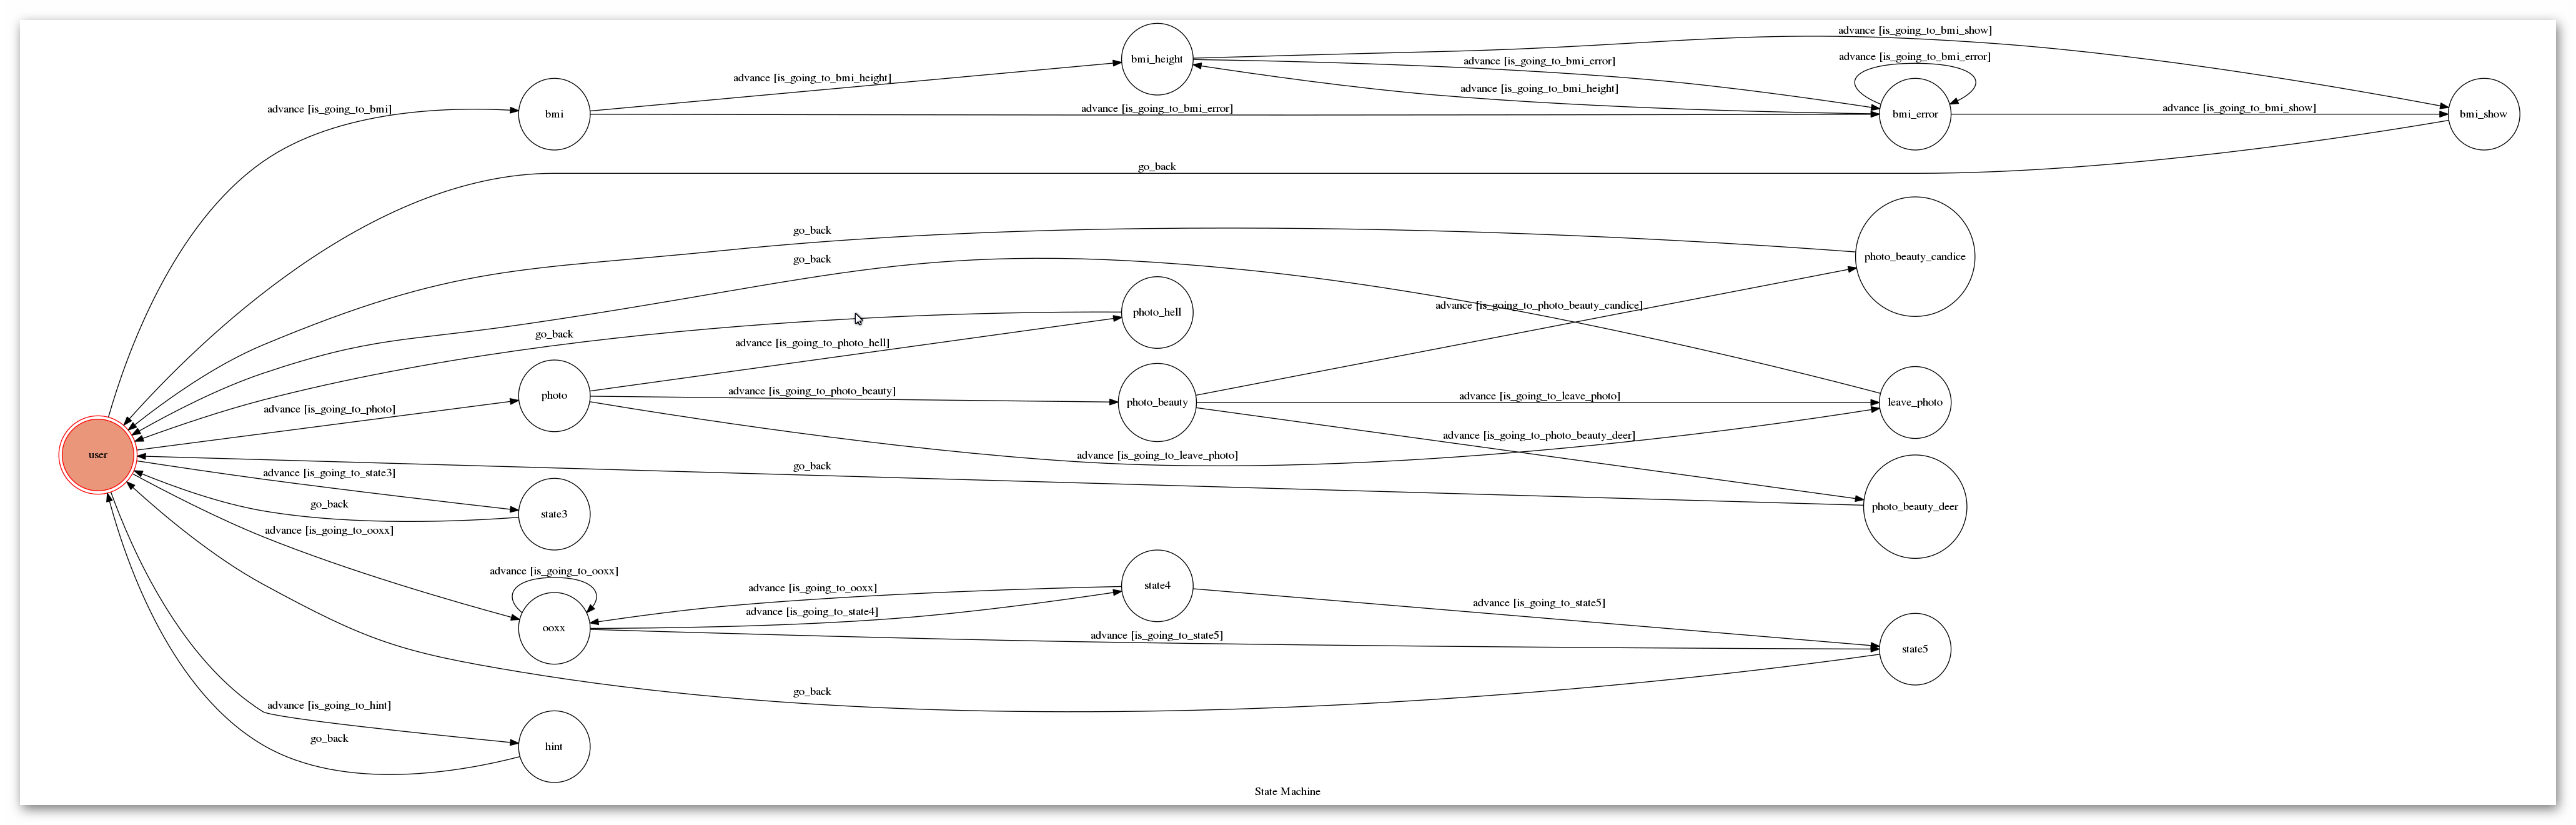 advance [is_going_to_bmi_show]
bmi_height
advance [is_going_to_bmi_error]
advance [is_going_to_bmi_error]
advance [is_going_to_bmi_height]
advance [is_going_to_bmi_height]
advance [is_going_to_bmi]
bmi
advance [is_going_to_bmi_error]
bmi_error
advance [is_going_to_bmi_show]
bmi_show
go_back
go_back
photo_beauty_candice
go_back
advance [is_going_to_photo_beauty_candice]
photo_hell
go_back
advance [is_going_to_photo_hell]
photo
advance [is_going_to_photo_beauty]
photo_beauty
advance [is_going_to_leave_photo]
leave_photo
advance [is_going_to_photo]
advance [is_going_to_photo_beauty_deer]
user
advance [is_going_to_leave_photo]
go_back
advance [is_going_to_state3]
go_back
state3
photo_beauty_deer
advance [is_going_to_ooxx]
advance [is_going_to_ooxx]
advance [is_going_to_ooxx]
state4
advance [is_going_to_state4]
advance [is_going_to_state5]
ooxx
advance [is_going_to_state5]
state5
go_back
advance [is_going_to_hint]
go_back
hint
State Machine